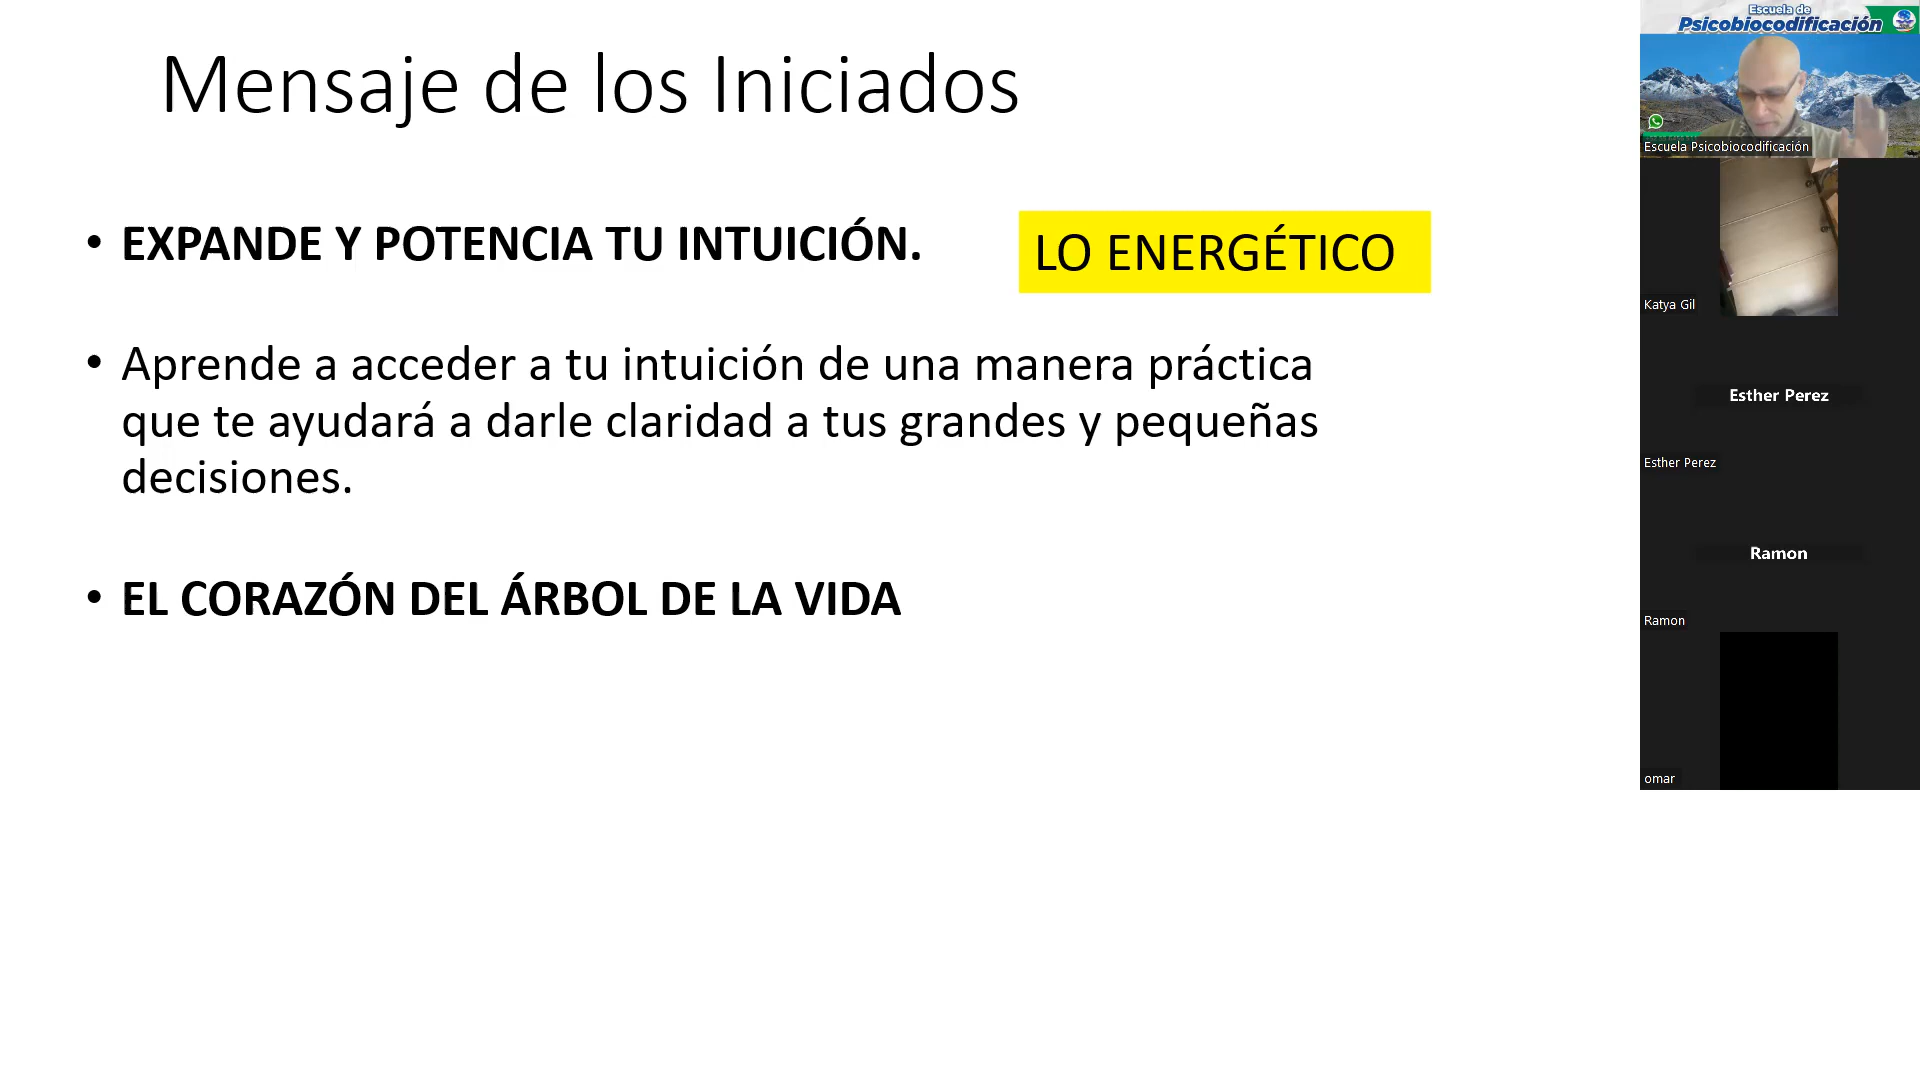 Mensaje de los Iniciados
• EXPANDE Y POTENCIA TU INTUICIÓN.
LO ENERGÉTICO
• Aprende a acceder a tu intuición de una manera práctica
que te ayudará a darle claridad a tus grandes y pequeñas
decisiones.
• EL CORAZÓN DEL ÁRBOL DE LA VIDA
Escuela de
Psicobiocodificación
Escuela Psicobiocodificación
Katya Gil
Esther Perez
Esther Perez
Ramon
Ramon
omar